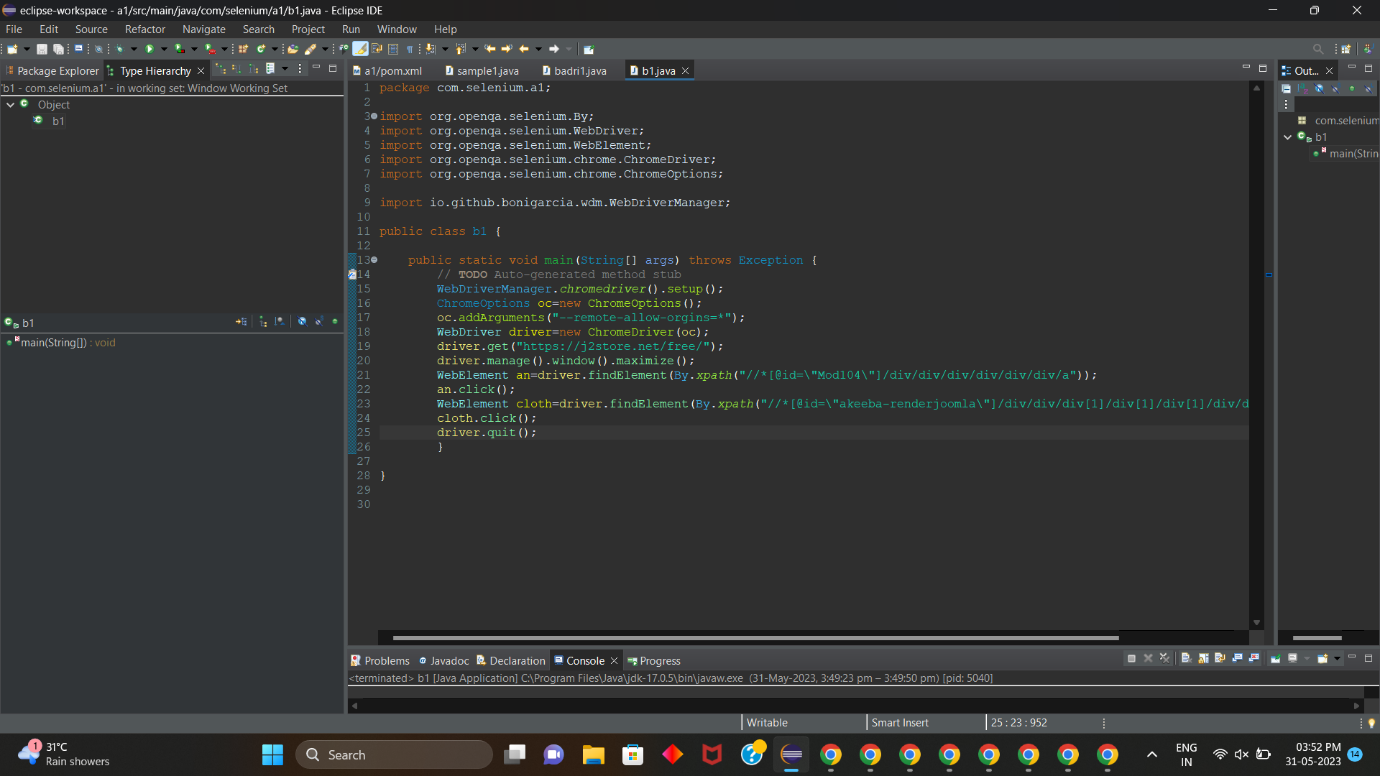 eclipse-workspace - a1/src/main/java/com/selenium/a1/b1.java - Eclipse IDE
File Edit Source Refactor Navigate Search Project Run Window Help
Package Explorer Type Hierarchy
'b1 - com.selenium.a1' - in working set: Window Working Set
Object
b1
b1
main(String[]) : void
a1/pom.xml sample1.java badri1.java b1.java
1 package com.selenium.a1;
2
3 import org.openqa.selenium.By;
4 import org.openqa.selenium.WebDriver;
5 import org.openqa.selenium.WebElement;
6 import org.openqa.selenium.chrome.ChromeDriver;
7 import org.openqa.selenium.chrome.ChromeOptions;
8
9 import io.github.bonigarcia.wdm.WebDriverManager;
10
11 public class b1 {
12
13 public static void main(String[] args) throws Exception {
14 // TODO Auto-generated method stub
15 WebDriverManager.chromedriver().setup();
16 ChromeOptions oc=new ChromeOptions();
17 oc.addArguments("--remote-allow-orgins=*");
18 WebDriver driver=new ChromeDriver(oc);
19 driver.get("https://j2store.net/free/");
20 driver.manage().window().maximize();
21 WebElement an=driver.findElement(By.xpath("//*[@id=\"Mod104\"]/div/div/div/div/div/div/a"));
22 an.click();
23 WebElement cloth=driver.findElement(By.xpath("//*[@id=\"akeeba-renderjoomla\"]/div/div/div[1]/div[1]/div[1]/div/d
24 cloth.click();
25 driver.quit();
26 }
27
28 }
29
30
Out...
com.selenium
b1
main(Strin
Problems Javadoc Declaration Console Progress
<terminated> b1 [Java Application] C:\Program Files\Java\jdk-17.0.5\bin\javaw.exe (31-May-2023, 3:49:23 pm – 3:49:50 pm) [pid: 5040]
Writable Smart Insert 25 : 23 : 952
1
31°C
Rain showers
Search
ENG
IN
03:52 PM
31-05-2023
14